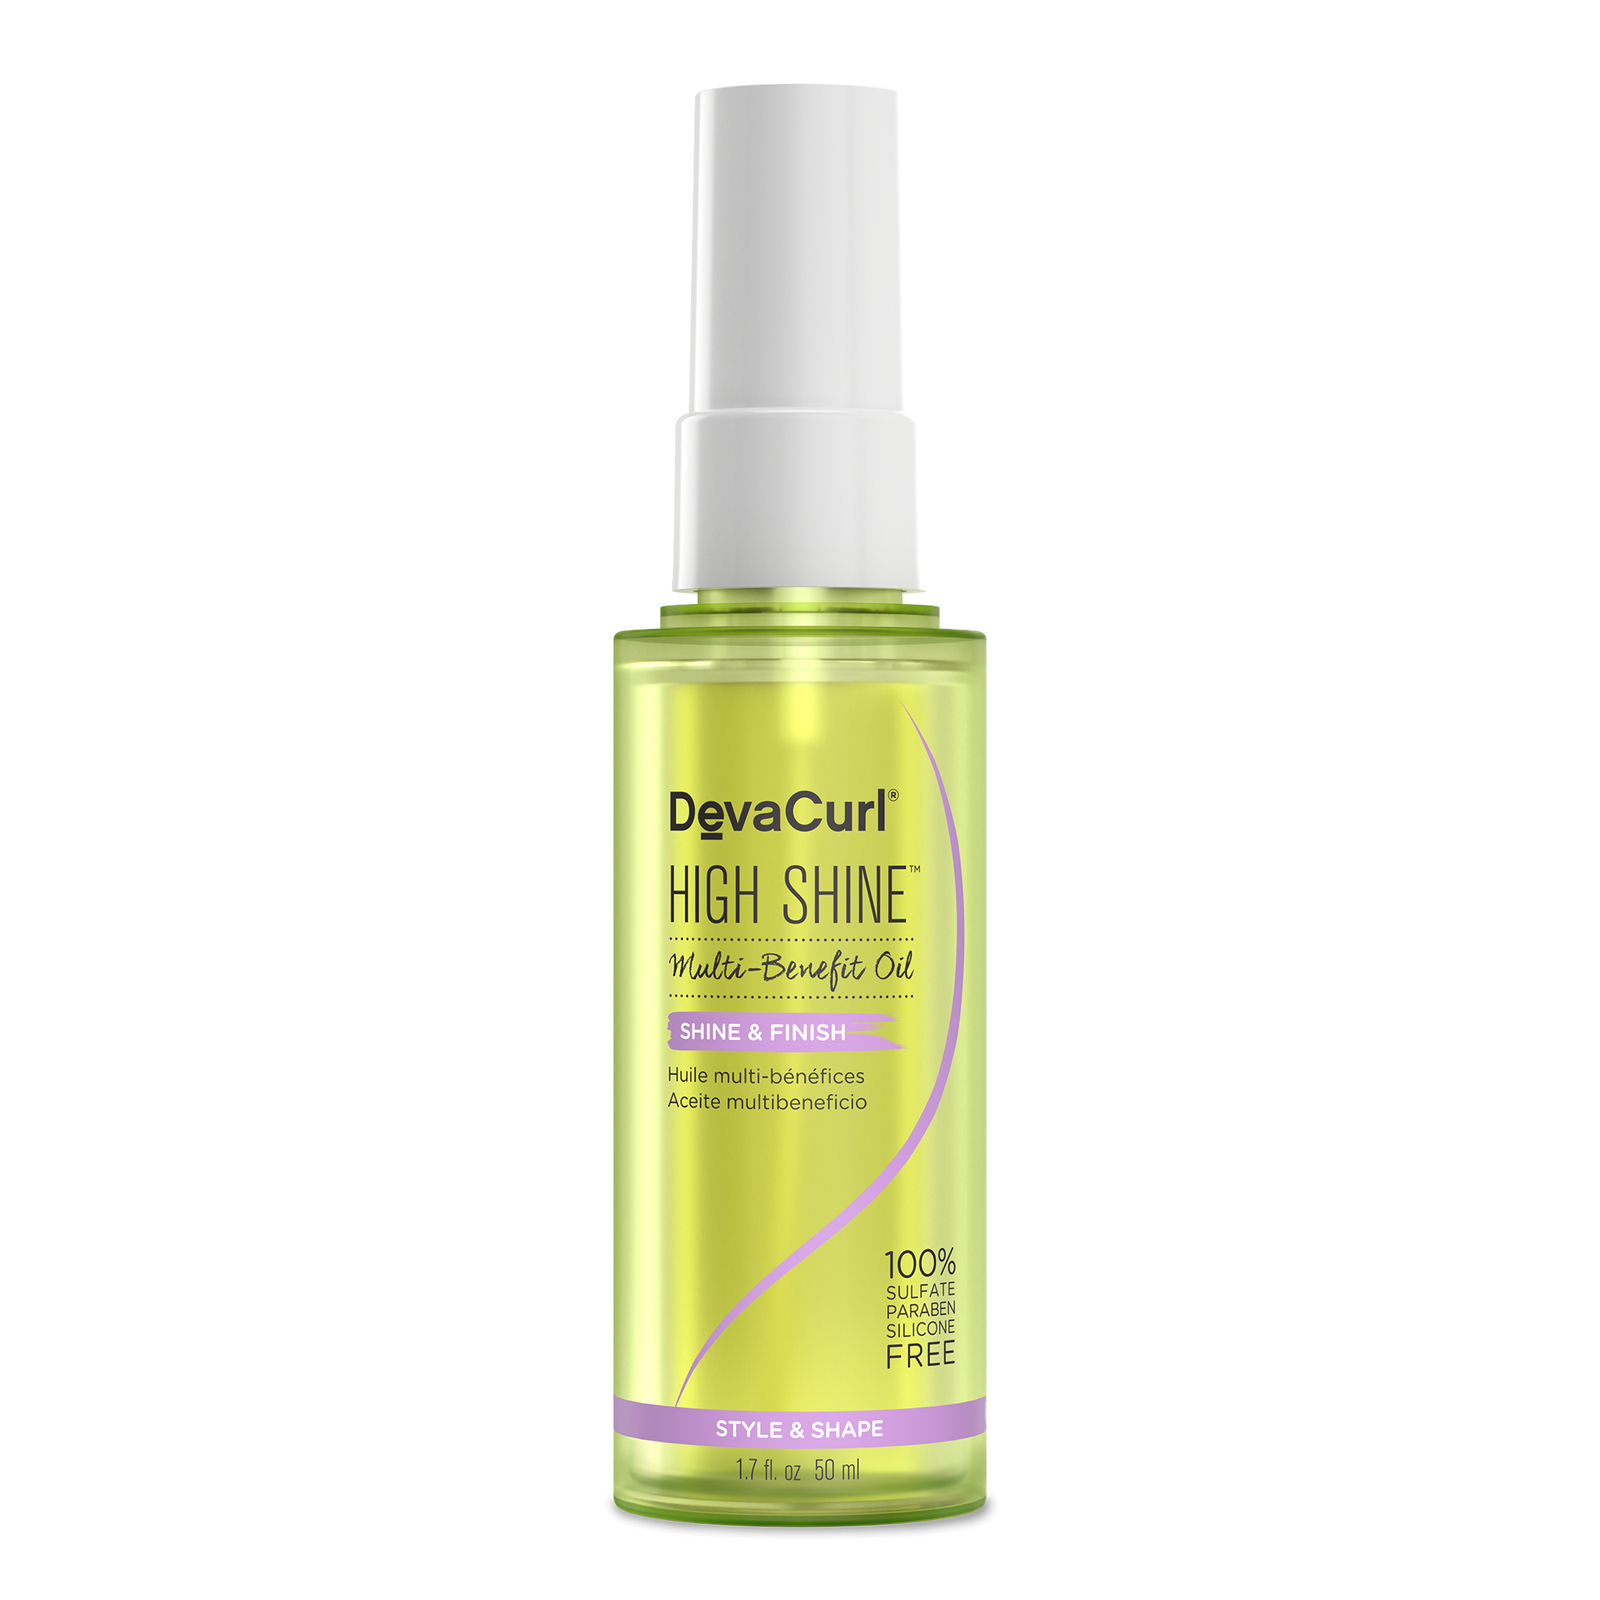 DevaCurl®
HIGH SHINE™
Multi-Benefit Oil
SHINE & FINISH
Huile multi-bénéfices
Aceite multibeneficio
100%
SULFATE
PARABEN
SILICONE
FREE
STYLE & SHAPE
1.7 fl. oz 50 ml